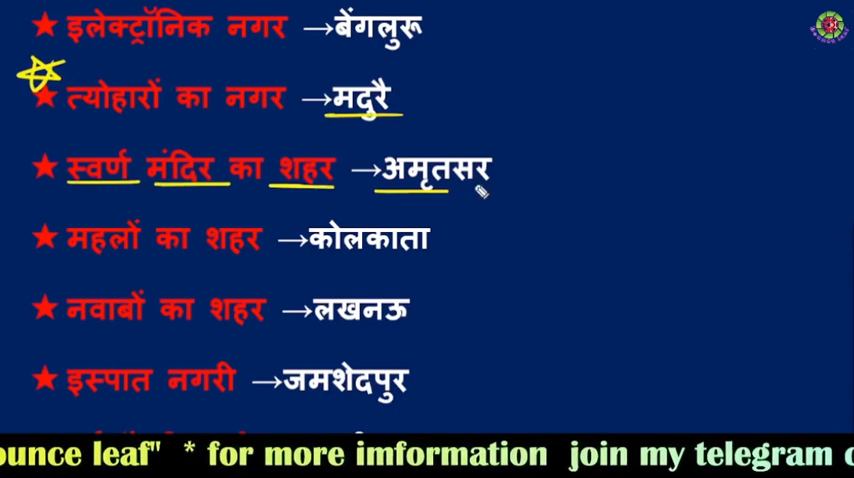 ★ इलेक्ट्रॉनिक नगर →बेंगलुरू
★ त्योहारों का नगर →मदुरै
★ स्वर्ण मंदिर का शहर →अमृतसर
★ महलों का शहर →कोलकाता
★ नवाबों का शहर →लखनऊ
★ इस्पात नगरी →जमशेदपुर
ounce leaf" * for more imformation join my telegram c